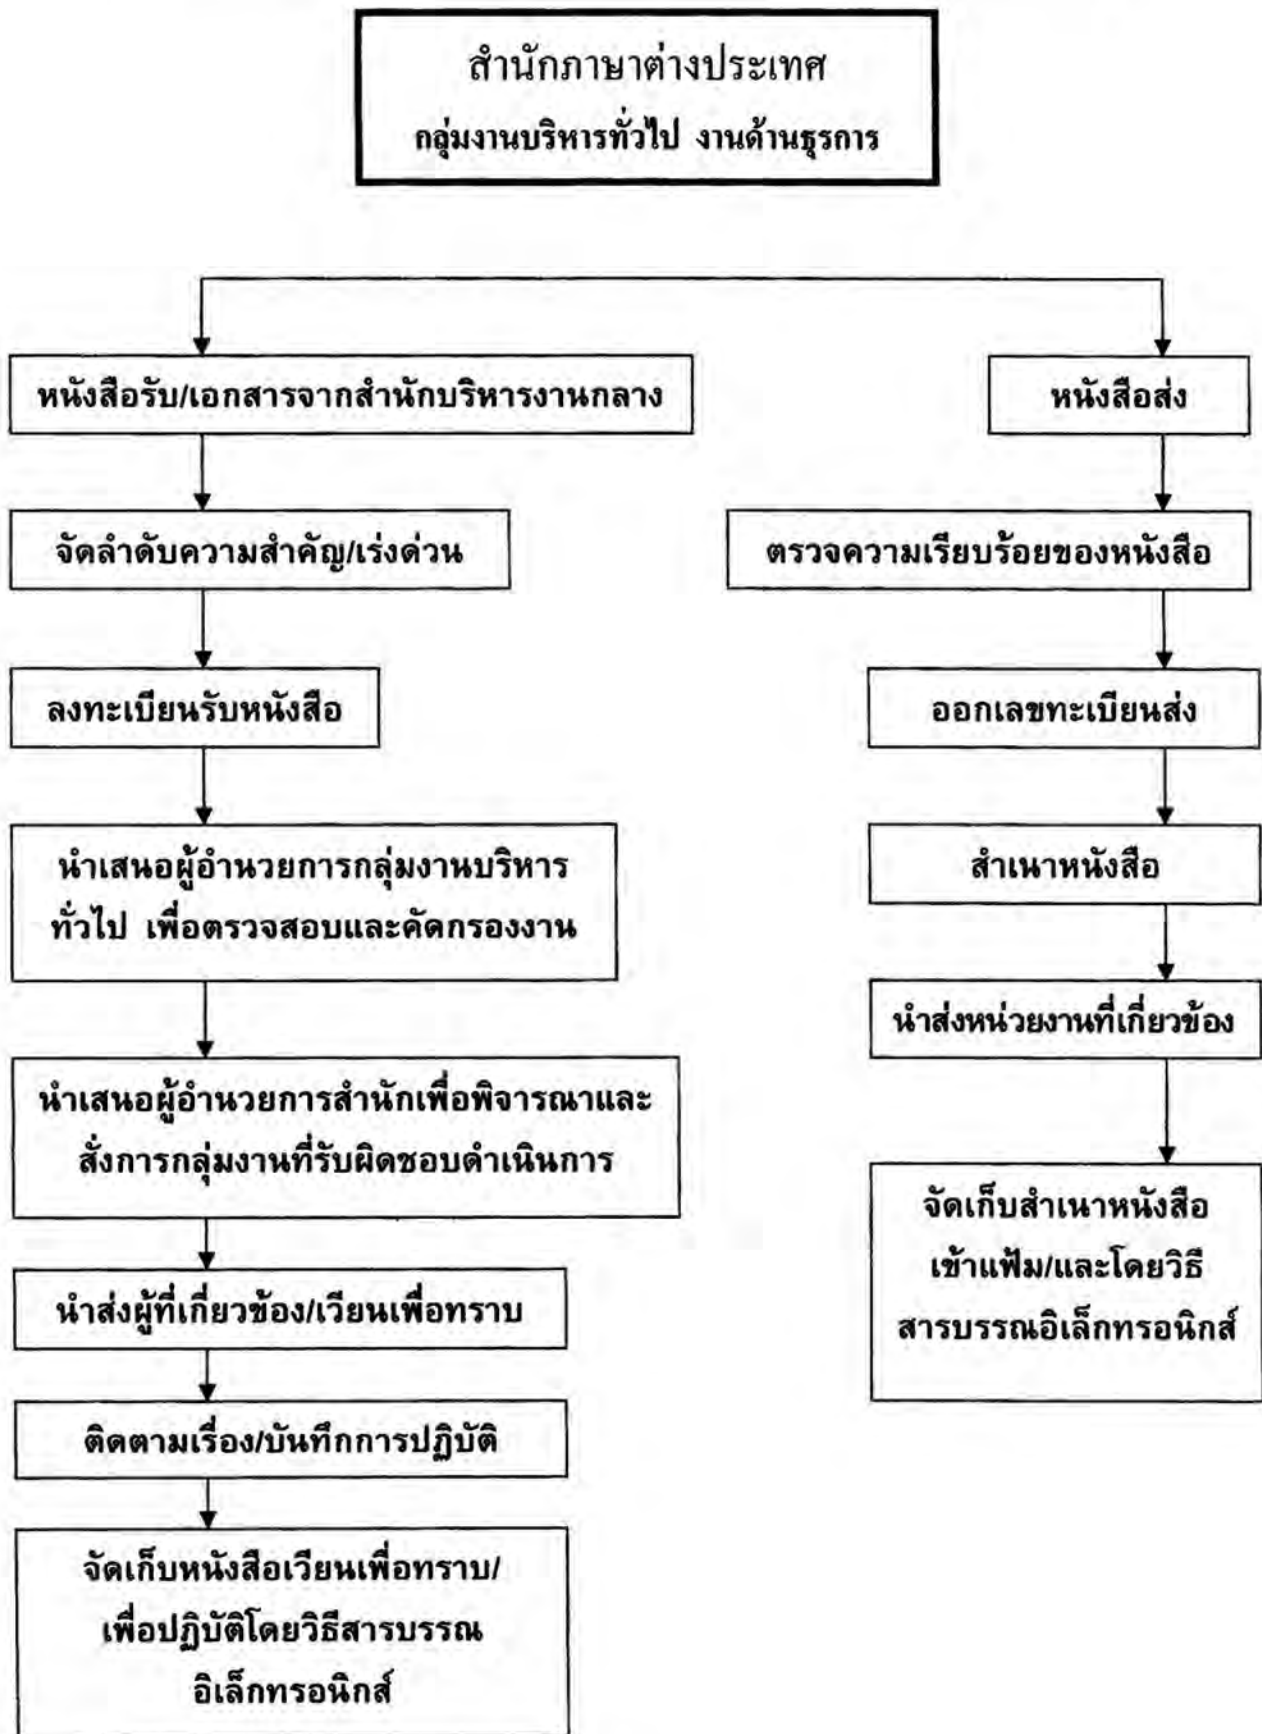 สำนักภาษาต่างประเทศ
กลุ่มงานบริหารทั่วไป งานด้านธุรการ
หนังสือรับ/เอกสารจากสำนักบริหารงานกลาง
จัดลำดับความสำคัญ/เร่งด่วน
ลงทะเบียนรับหนังสือ
นำเสนอผู้อำนวยการกลุ่มงานบริหาร
ทั่วไป เพื่อตรวจสอบและคัดกรองงาน
นำเสนอผู้อำนวยการสำนักเพื่อพิจารณาและ
สั่งการกลุ่มงานที่รับผิดชอบดำเนินการ
นำส่งผู้ที่เกี่ยวข้อง/เวียนเพื่อทราบ
ติดตามเรื่อง/บันทึกการปฏิบัติ
จัดเก็บหนังสือเวียนเพื่อทราบ/
เพื่อปฏิบัติโดยวิธีสารบรรณ
อิเล็กทรอนิกส์
หนังสือส่ง
ตรวจความเรียบร้อยของหนังสือ
ออกเลขทะเบียนส่ง
สำเนาหนังสือ
นำส่งหน่วยงานที่เกี่ยวข้อง
จัดเก็บสำเนาหนังสือ
เข้าแฟ้ม/และโดยวิธี
สารบรรณอิเล็กทรอนิกส์